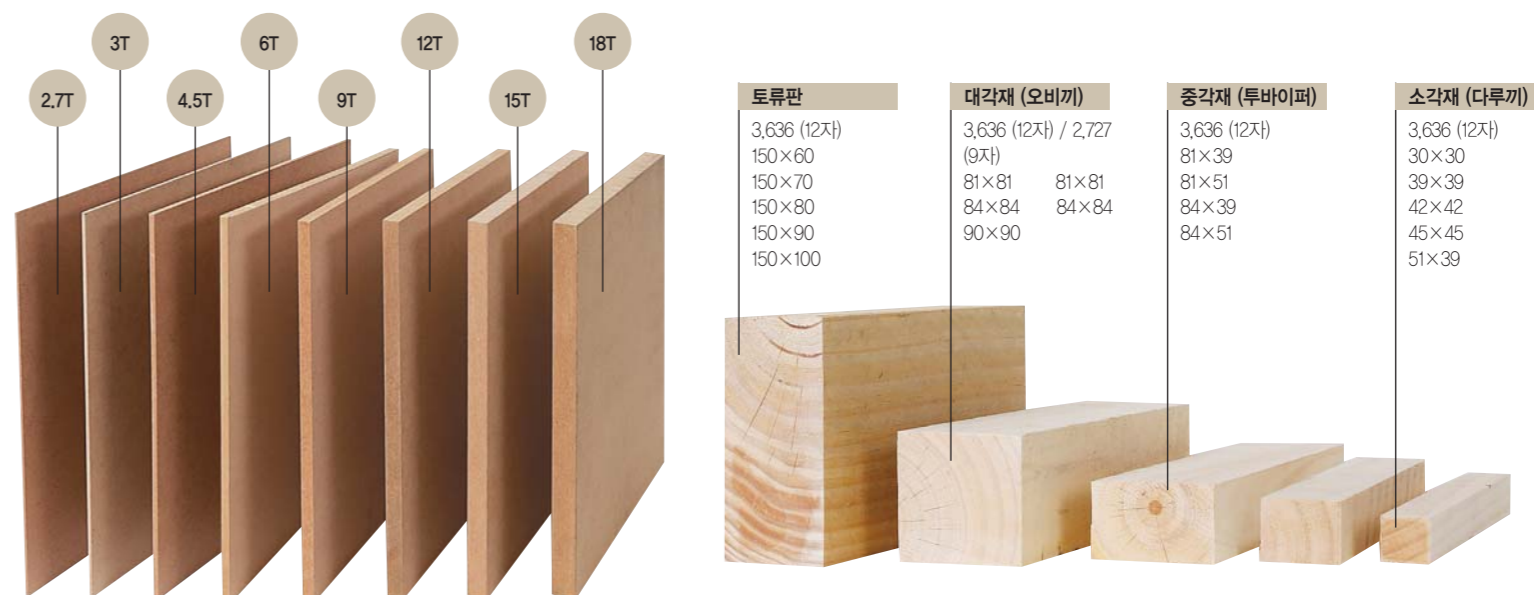 3T
6T
12T
18T
2.7T
4.5T
9T
15T
토류판
3,636 (12자)
150×60
150×70
150×80
150×90
150×100
대각재 (오비끼)
3,636 (12자) / 2,727
(9자)
81×81 81×81
84×84 84×84
90×90
중각재 (투바이퍼)
3,636 (12자)
81×39
81×51
84×39
84×51
소각재 (다루끼)
3,636 (12자)
30×30
39×39
42×42
45×45
51×39